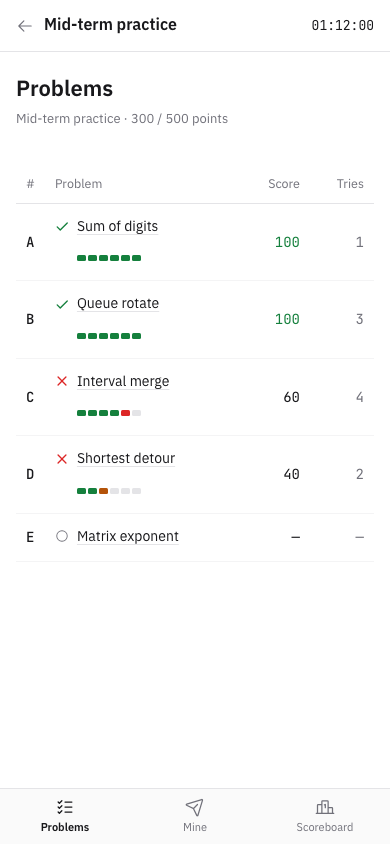 Mid-term practice 01:12:00
Problems
Mid-term practice · 300 / 500 points
# Problem Score Tries
A Sum of digits 100 1
B Queue rotate 100 3
C Interval merge 60 4
D Shortest detour 40 2
E Matrix exponent — —
Problems Mine Scoreboard